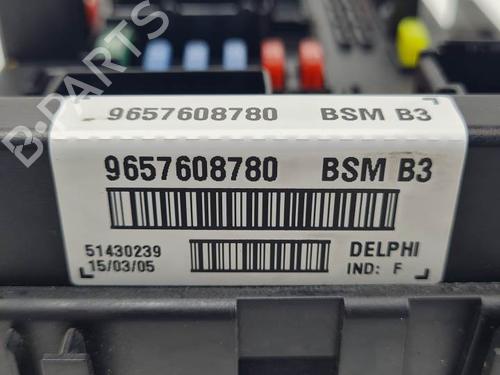 B-PARTS
9657608780 BSM B3
9657608780 BSM B3
51430239 DELPHI
15/03/05 IND: F